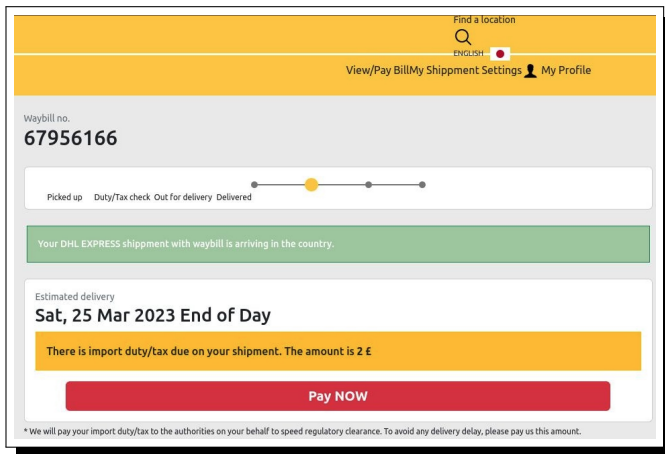 Find a location
ENGLISH
View/Pay BillMy Shippment Settings My Profile
Waybill no.
67956166
Picked up Duty/Tax check Out for delivery Delivered
Your DHL EXPRESS shippment with waybill is arriving in the country.
Estimated delivery
Sat, 25 Mar 2023 End of Day
There is import duty/tax due on your shipment. The amount is 2 £
Pay NOW
* We will pay your import duty/tax to the authorities on your behalf to speed regulatory clearance. To avoid any delivery delay, please pay us this amount.